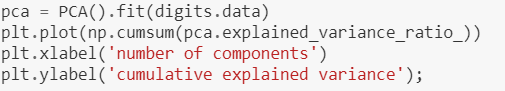 pca = PCA().fit(digits.data)
plt.plot(np.cumsum(pca.explained_variance_ratio_))
plt.xlabel('number of components')
plt.ylabel('cumulative explained variance');